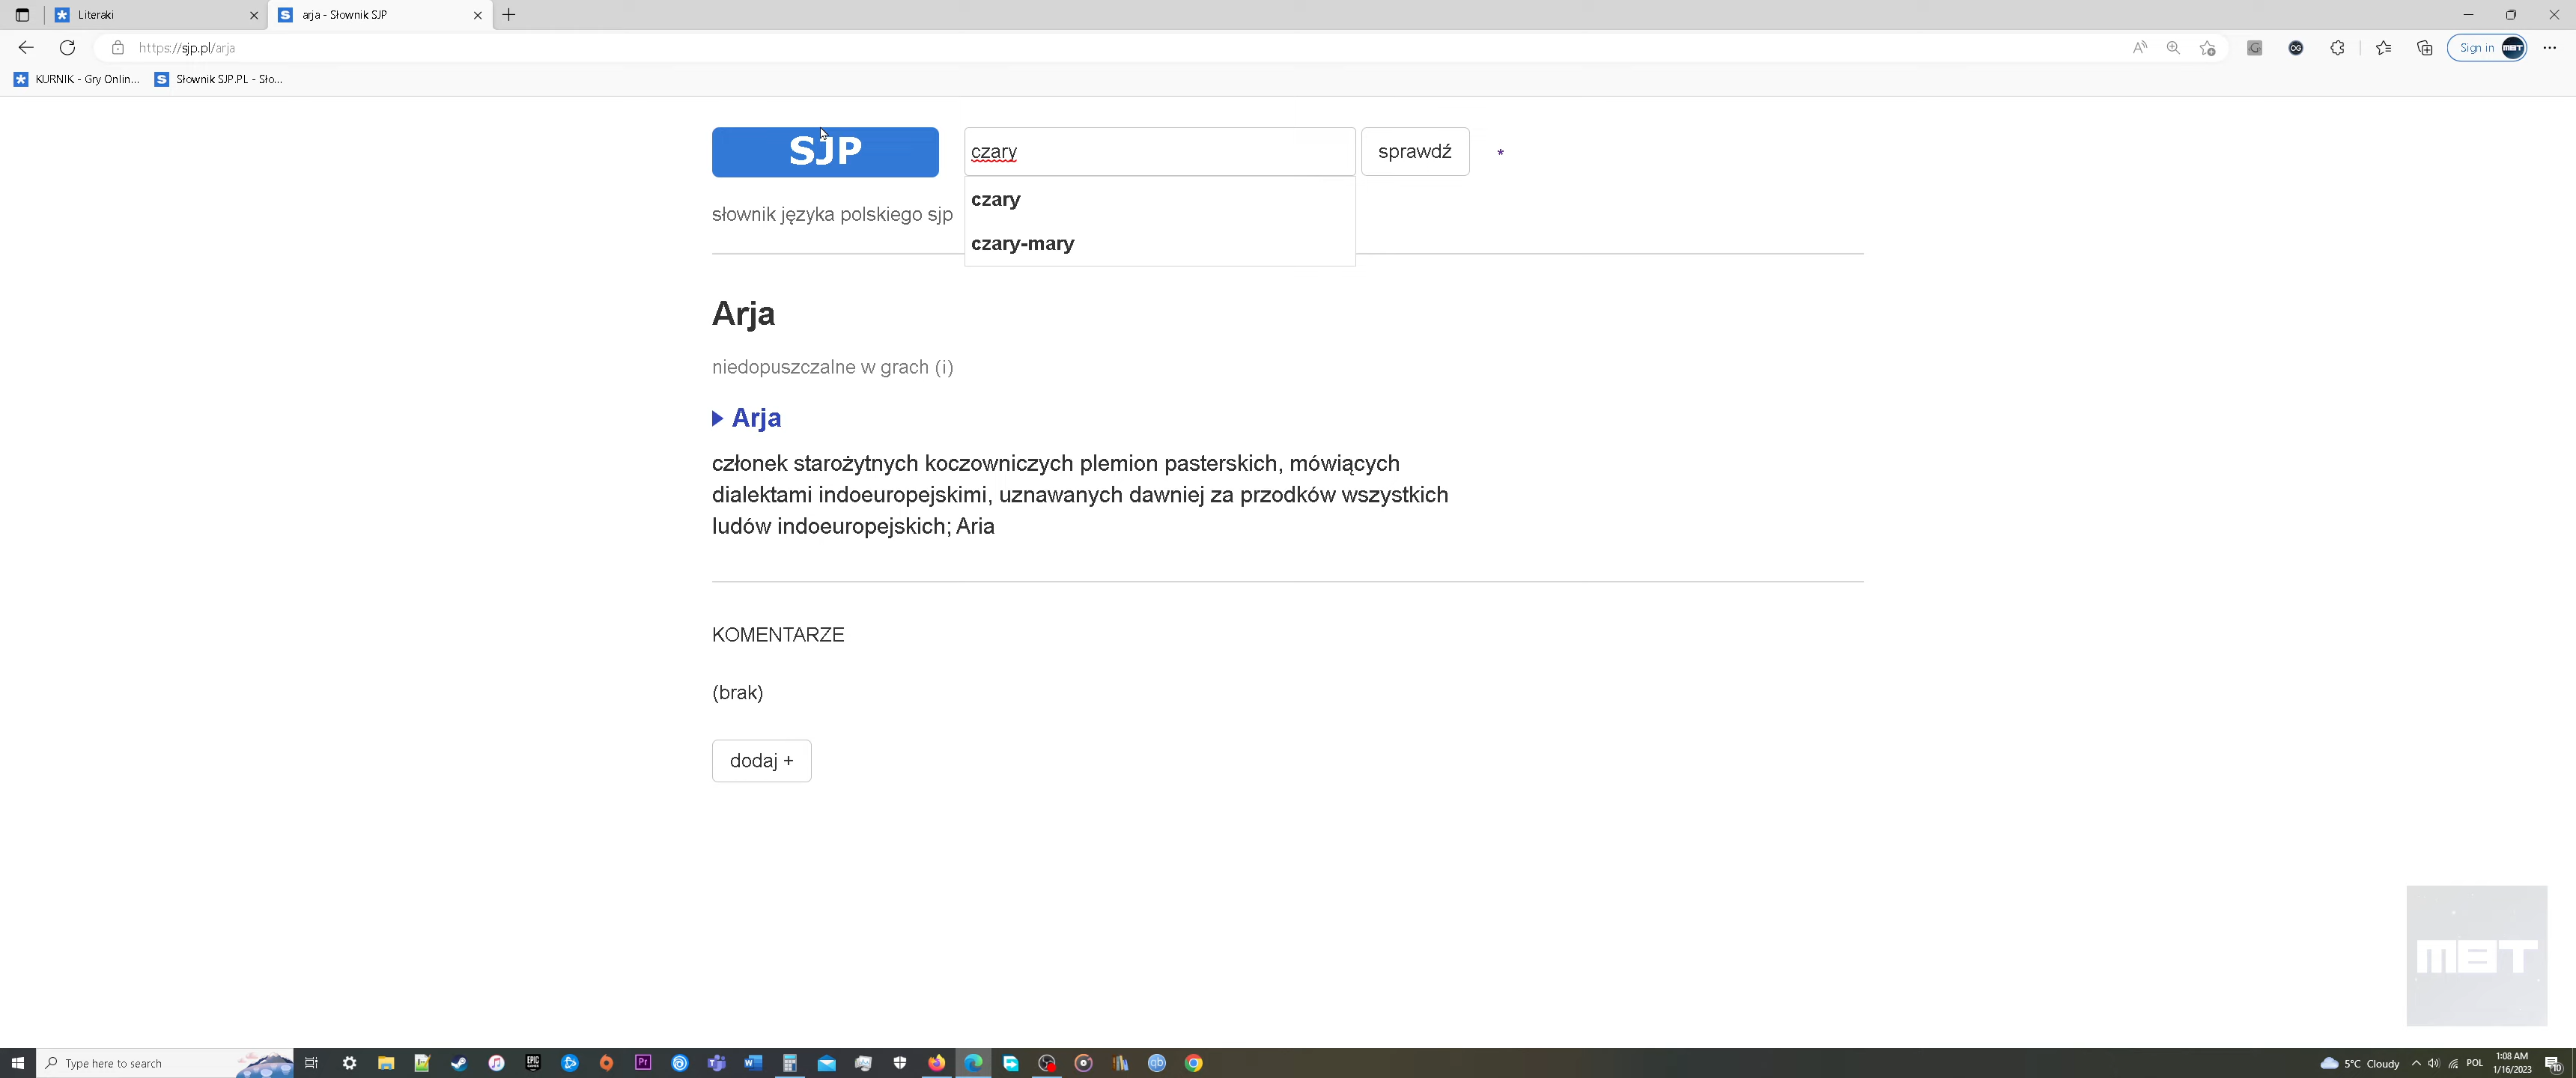 Literaki
arja - Słownik SJP
https://sjp.pl/arja
Sign in
KURNIK - Gry Onlin...
Słownik SJP.PL - Sło...
SJP
czary
sprawdź
*
czary
słownik języka polskiego sjp
czary-mary
Arja
niedopuszczalne w grach (i)
Arja
członek starożytnych koczowniczych plemion pasterskich, mówiących
dialektami indoeuropejskimi, uznawanych dawniej za przodków wszystkich
ludów indoeuropejskich; Aria
KOMENTARZE
(brak)
dodaj +
MBT
Type here to search
5°C Cloudy
POL
1:08 AM
1/16/2023